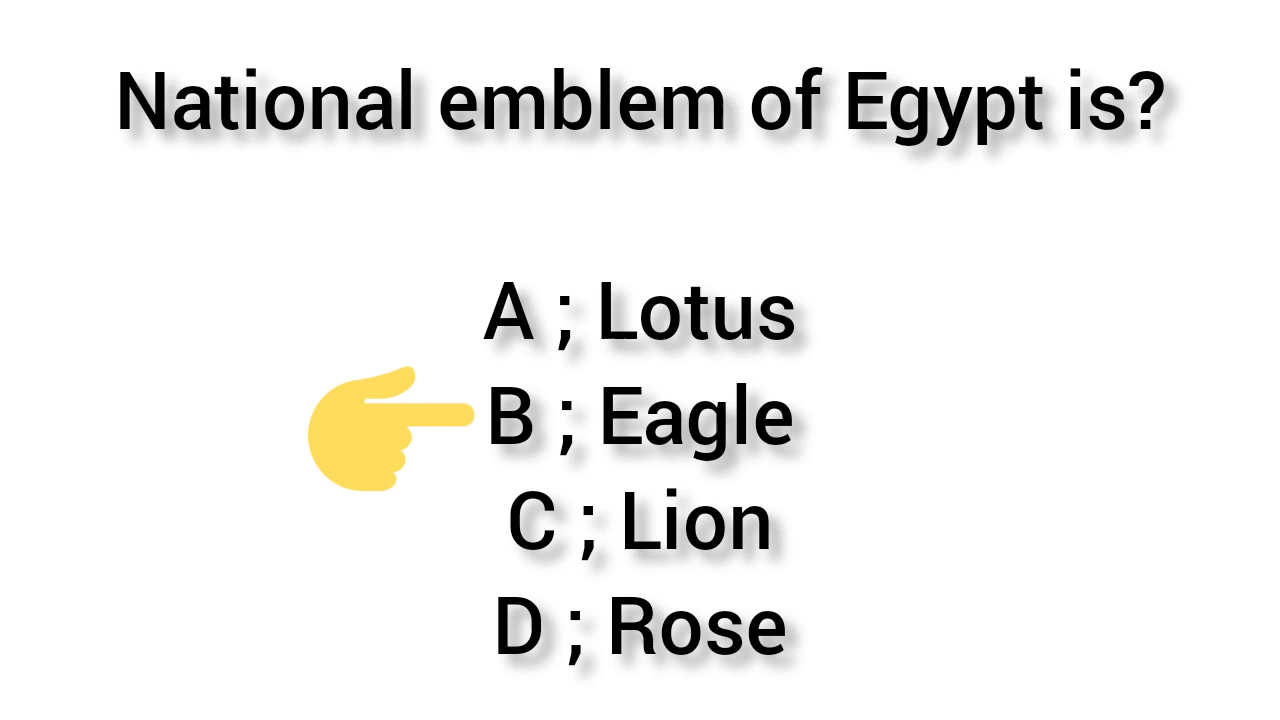 National emblem of Egypt is?
A ; Lotus
B ; Eagle
C ; Lion
D ; Rose